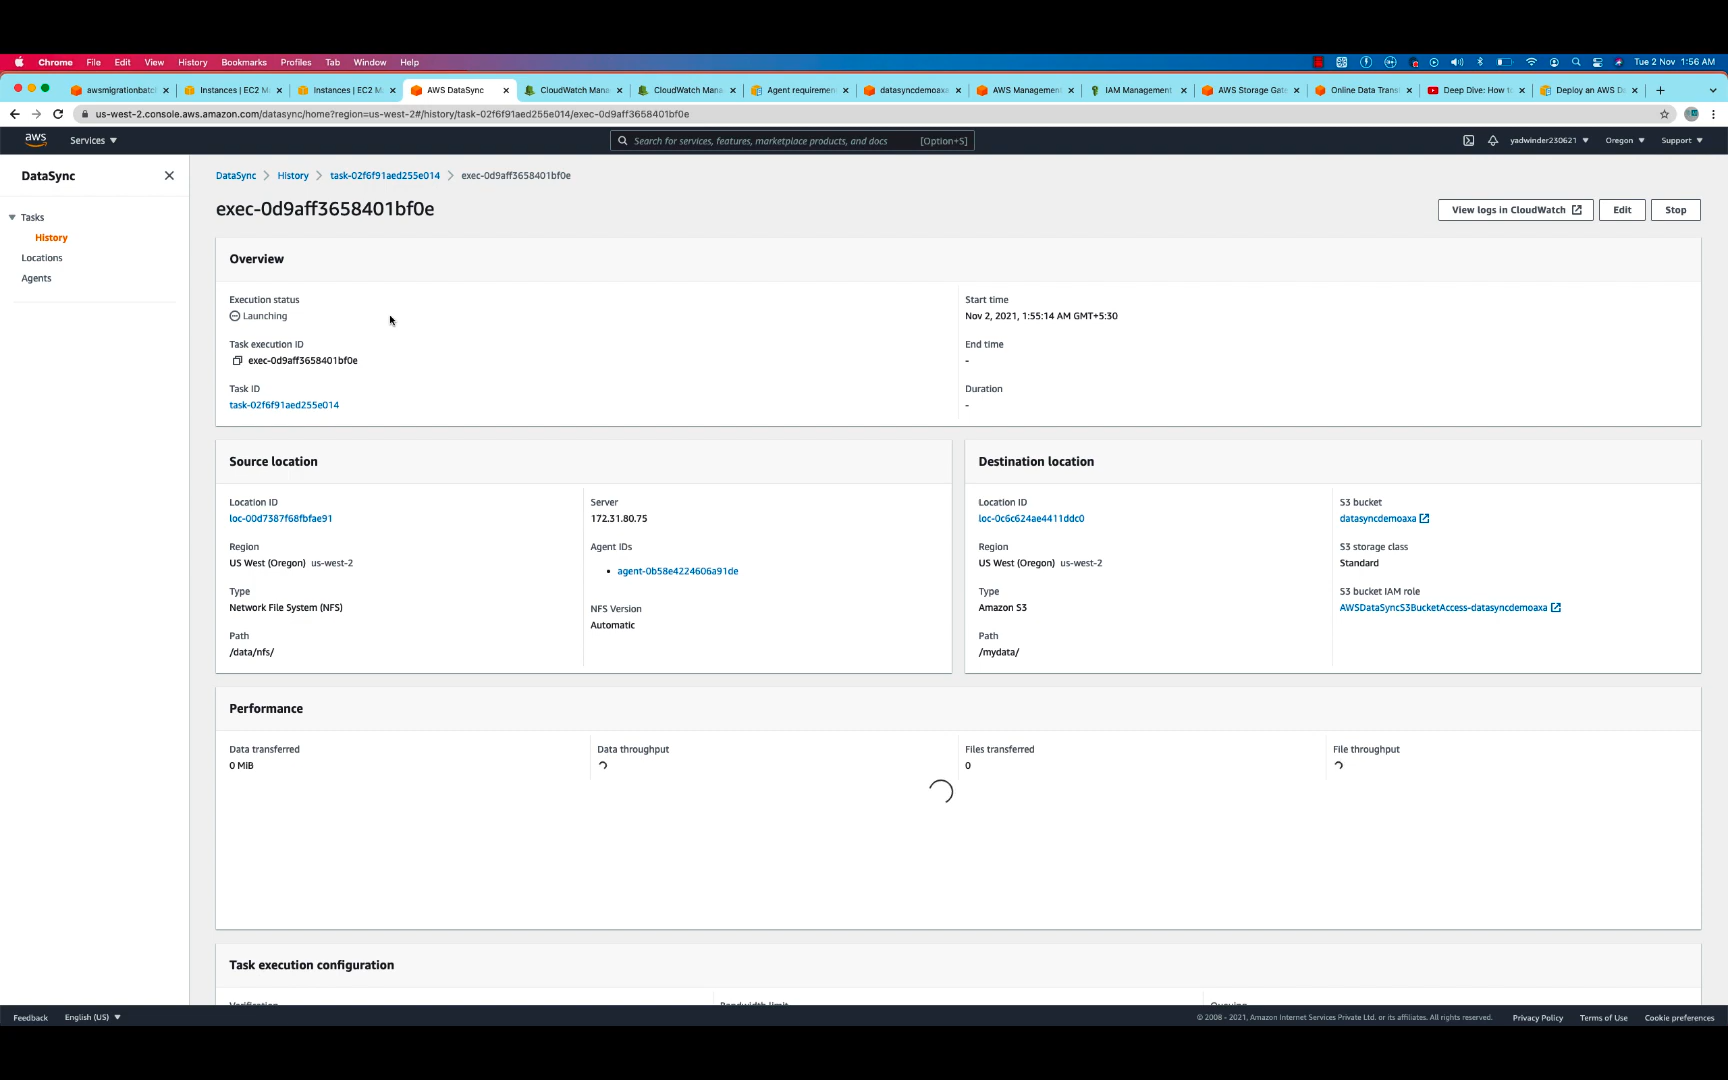 Chrome File Edit View History Bookmarks Profiles Tab Window Help Tue 2 Nov 1:56 AM
awsmigrationbatc Instances | EC2 M Instances | EC2 M AWS DataSync CloudWatch Mana CloudWatch Mana Agent requiremen datasyncdemoaxa AWS Management IAM Management AWS Storage Gate Online Data Trans Deep Dive: How t Deploy an AWS D
us-west-2.console.aws.amazon.com/datasync/home?region=us-west-2#/history/task-02f6f91aed255e014/exec-0d9aff3658401bf0e
aws Services Search for services, features, marketplace products, and docs [Option+S] yadwinder230621 Oregon Support
DataSync
Tasks
History
Locations
Agents
DataSync History task-02f6f91aed255e014 exec-0d9aff3658401bf0e
exec-0d9aff3658401bf0e
View logs in CloudWatch Edit Stop
Overview
Execution status
Launching
Task execution ID
exec-0d9aff3658401bf0e
Task ID
task-02f6f91aed255e014
Start time
Nov 2, 2021, 1:55:14 AM GMT+5:30
End time
-
Duration
-
Source location
Location ID
loc-00d7387f68fbfae91
Region
US West (Oregon) us-west-2
Type
Network File System (NFS)
Path
/data/nfs/
Server
172.31.80.75
Agent IDs
• agent-0b58e4224606a91de
NFS Version
Automatic
Destination location
Location ID
loc-0c6c624ae4411ddc0
Region
US West (Oregon) us-west-2
Type
Amazon S3
Path
/mydata/
S3 bucket
datasyncdemoaxa
S3 storage class
Standard
S3 bucket IAM role
AWSDataSyncS3BucketAccess-datasyncdemoaxa
Performance
Data transferred
0 MiB
Data throughput
Files transferred
0
File throughput
Task execution configuration
Verification Bandwidth limit Queuing
Feedback English (US) © 2008 - 2021, Amazon Internet Services Private Ltd. or its affiliates. All rights reserved. Privacy Policy Terms of Use Cookie preferences